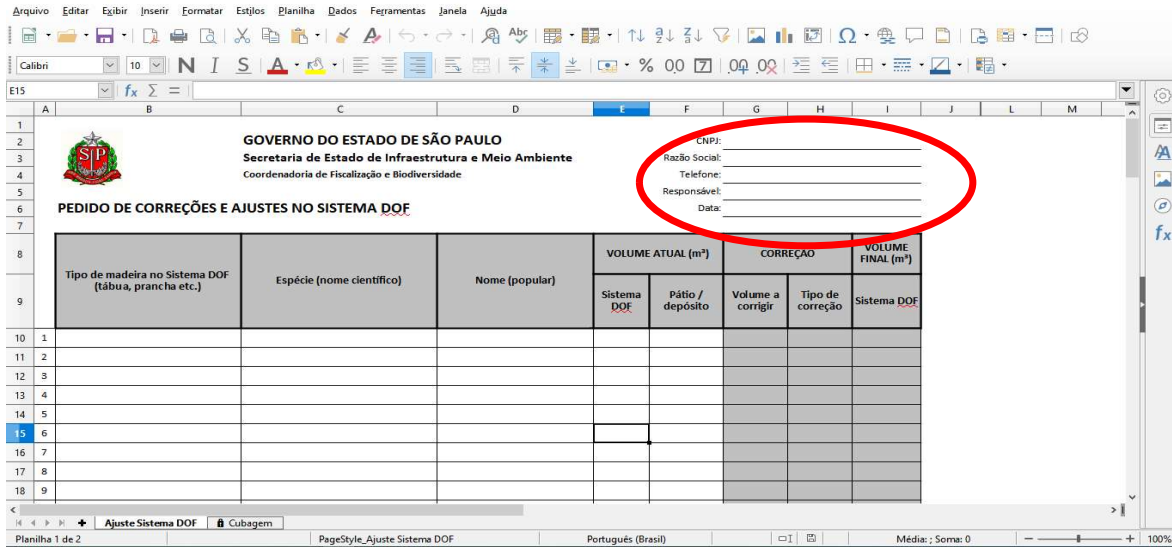 Arquivo Editar Exibir Inserir Formatar Estilos Planilha Dados Ferramentas Janela Ajuda
Calibri 10 N I S A % 0,0 7 .00 .00
E15 fx Σ =
A B C D E F G H I J L M
1
2 GOVERNO DO ESTADO DE SÃO PAULO CNPJ:
3 SP Secretaria de Estado de Infraestrutura e Meio Ambiente Razão Social:
4 Coordenadoria de Fiscalização e Biodiversidade Telefone:
5 Responsável:
6 PEDIDO DE CORREÇÕES E AJUSTES NO SISTEMA DOF Data:
7
8 VOLUME ATUAL (m³) CORREÇÃO VOLUME FINAL (m³)
Tipo de madeira no Sistema DOF (tábua, prancha etc.) Espécie (nome científico) Nome (popular)
9 Sistema DOF Pátio / depósito Volume a corrigir Tipo de correção Sistema DOF
10 1
11 2
12 3
13 4
14 5
15 6
16 7
17 8
18 9
Ajuste Sistema DOF Cubagem
Planilha 1 de 2 PageStyle_Ajuste Sistema DOF Português (Brasil) Média: ; Soma: 0 100%